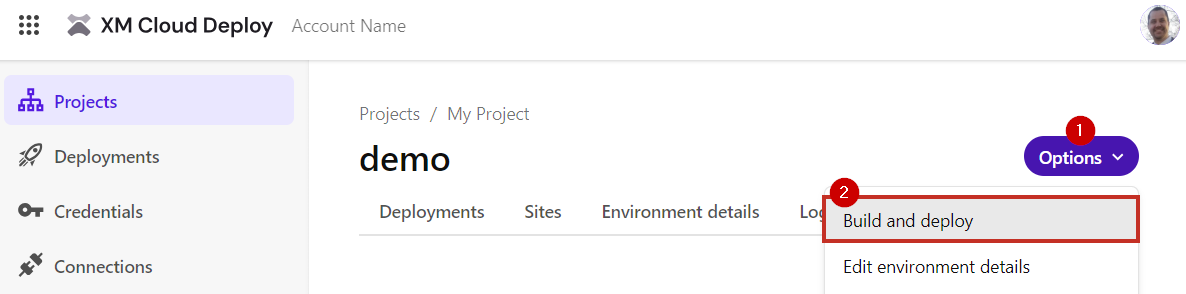 XM Cloud Deploy Account Name
Projects
Deployments
Credentials
Connections
Projects / My Project
demo
1
Options
Deployments Sites Environment details
2
Build and deploy
Edit environment details